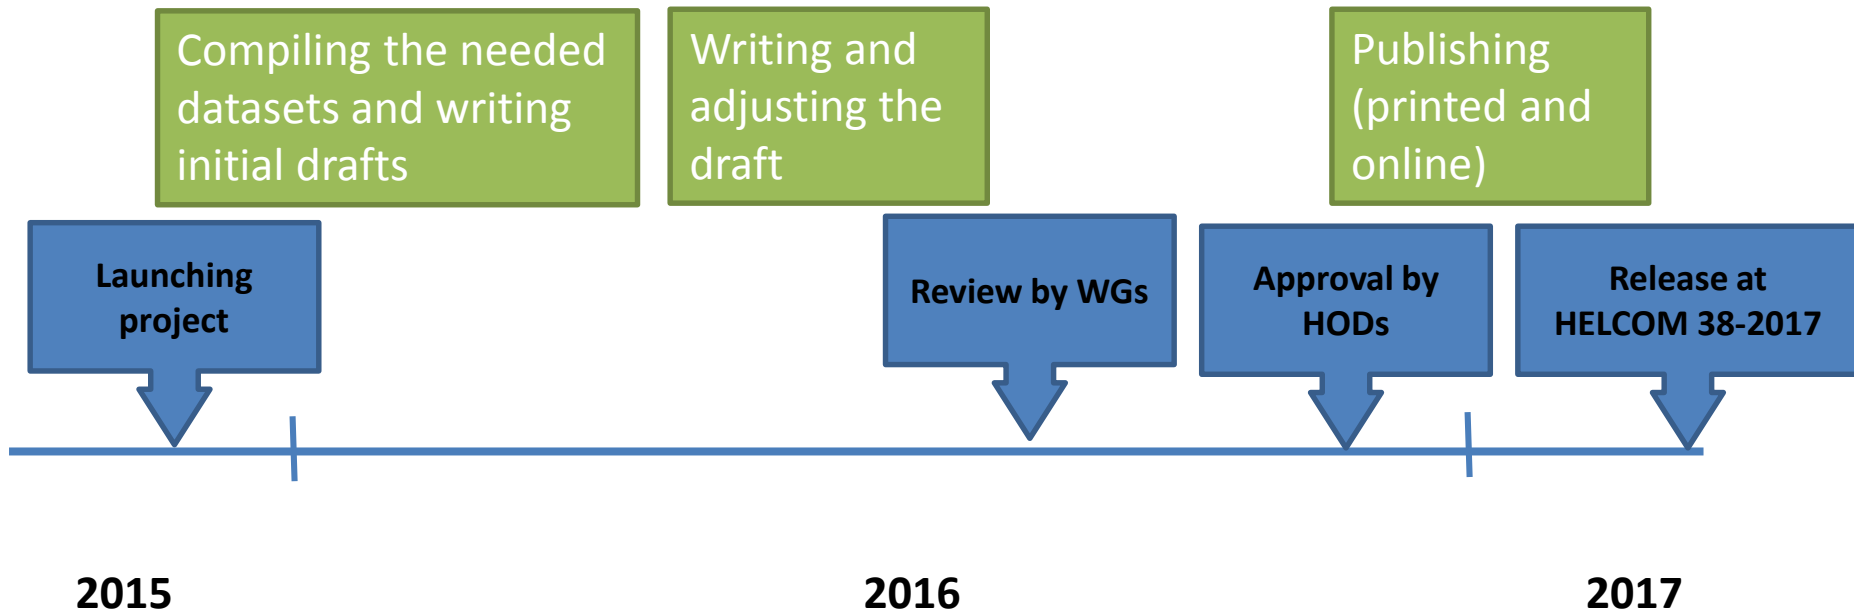 Compiling the needed
datasets and writing
initial drafts
Writing and
adjusting the
draft
Publishing
(printed and
online)
Launching
project
Review by WGs
Approval by
HODs
Release at
HELCOM 38-2017
2015
2016
2017